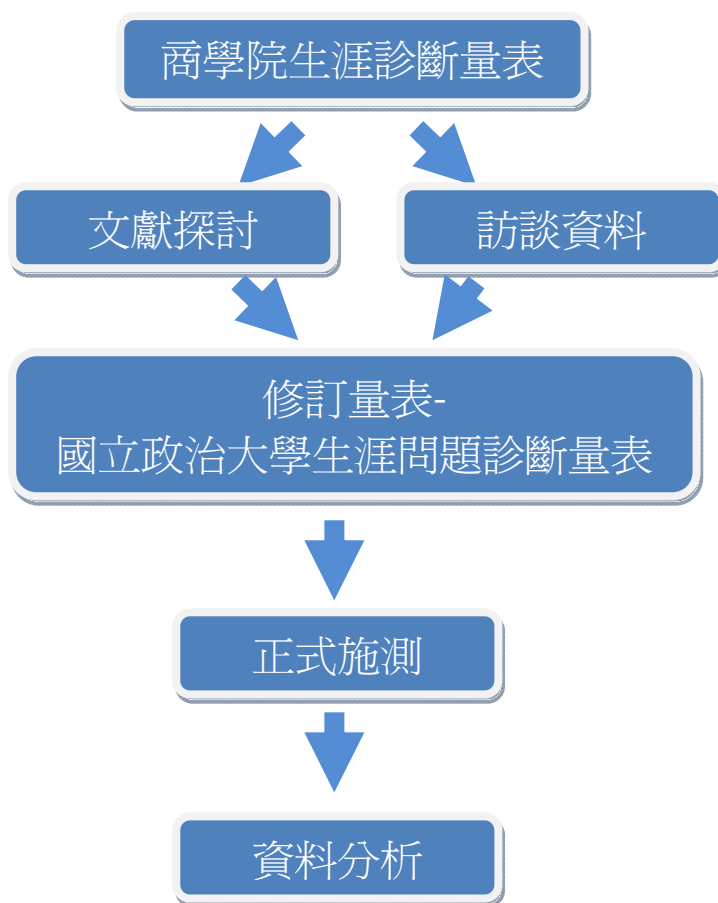 商學院生涯診斷量表
文獻探討
訪談資料
修訂量表-
國立政治大學生涯問題診斷量表
正式施測
資料分析